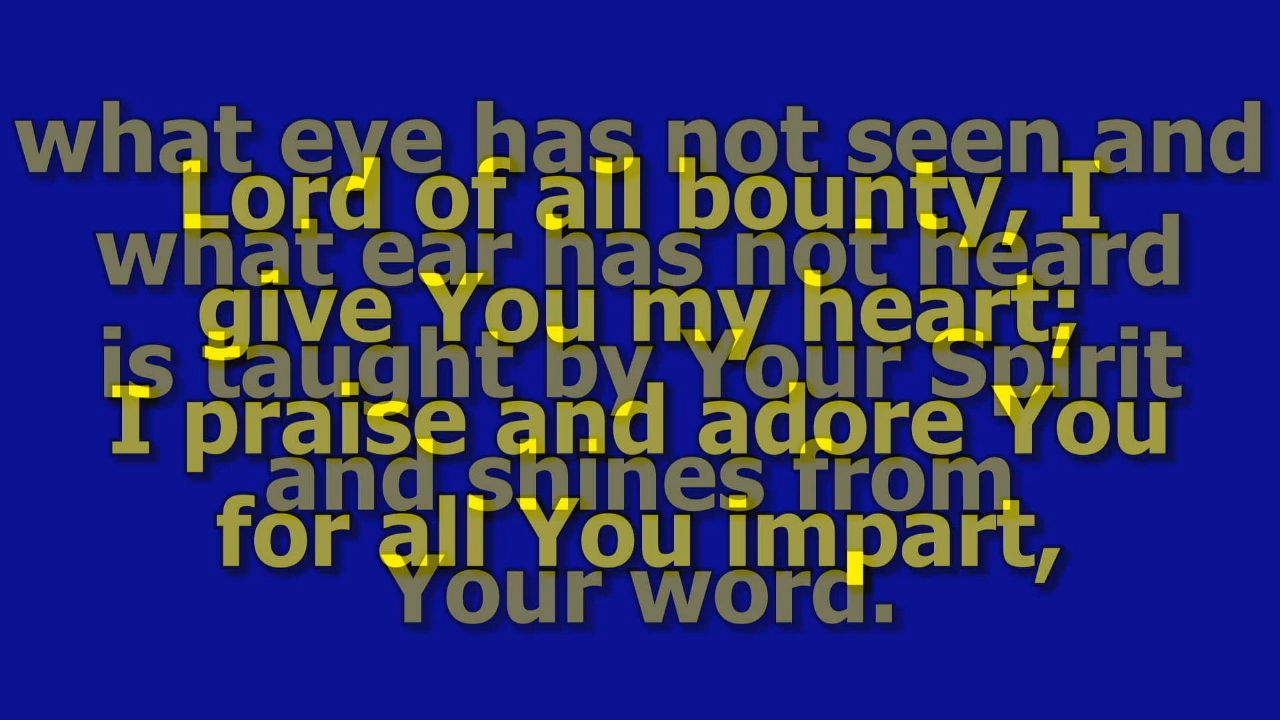 what eye has not seen and
Lord of all bounty, I
what ear has not heard
give You my heart;
is taught by Your Spirit
I praise and adore You
and shines from
for all You impart,
Your word.